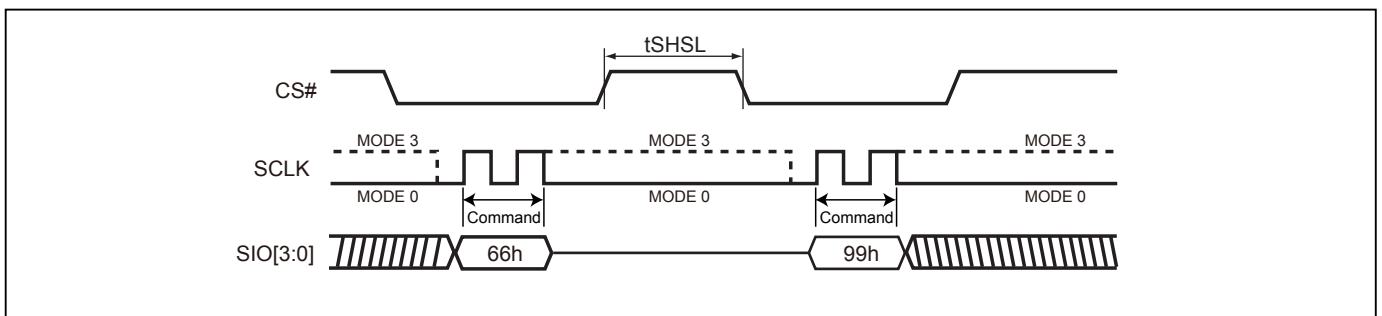 tSHSL
CS#
MODE 3 MODE 3 MODE 3
SCLK
MODE 0 MODE 0 MODE 0
Command Command
SIO[3:0] 66h 99h